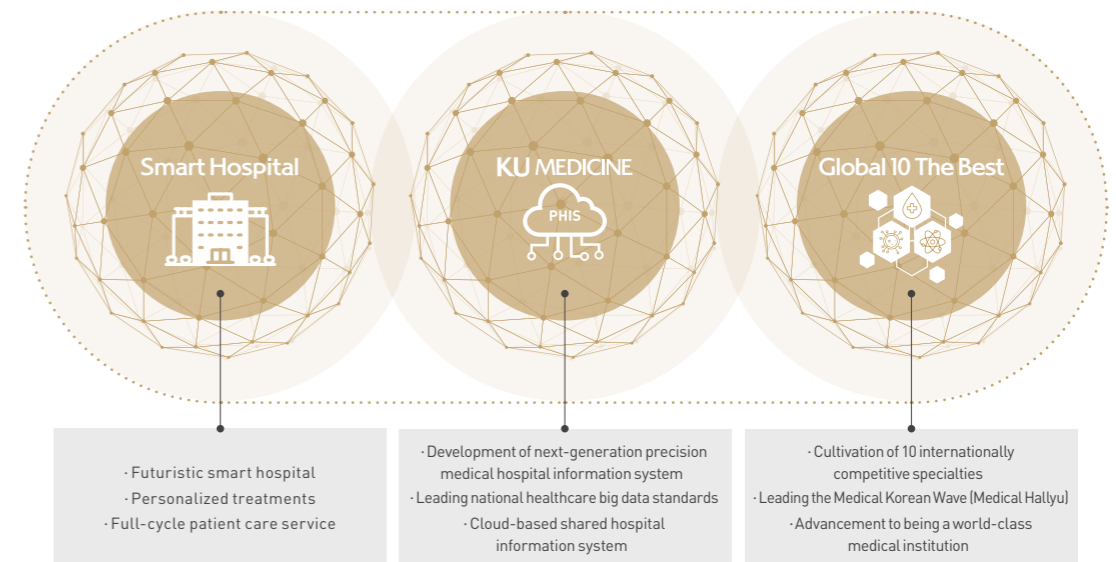 Smart Hospital
KU MEDICINE
PHIS
Global 10 The Best
· Futuristic smart hospital
· Personalized treatments
· Full-cycle patient care service
· Development of next-generation precision
medical hospital information system
· Leading national healthcare big data standards
· Cloud-based shared hospital
information system
· Cultivation of 10 internationally
competitive specialties
· Leading the Medical Korean Wave (Medical Hallyu)
· Advancement to being a world-class
medical institution